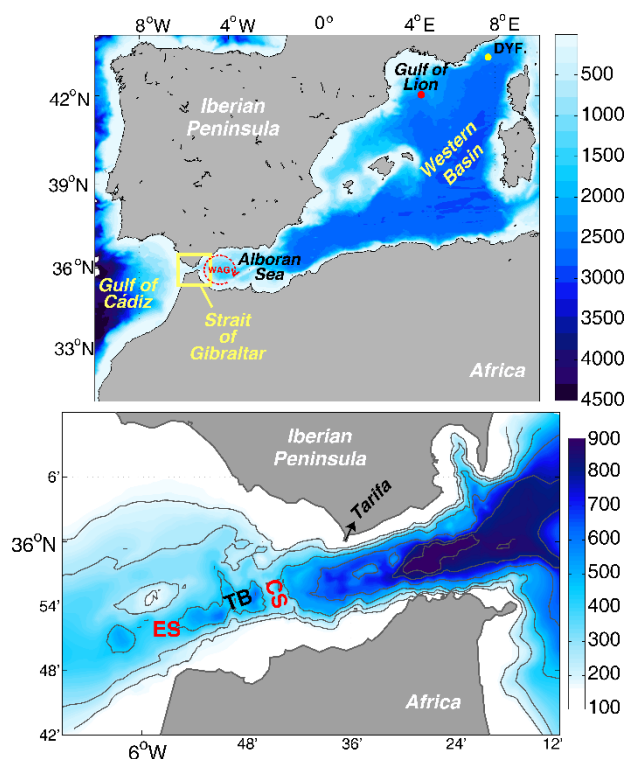 8°W
4°W
0°E
4°E
8°E
DYF.
Gulf of
Lion
42°N
Iberian
Peninsula
Western
Basin
39°N
36°N
WAG
Alboran
Sea
Gulf of
Cádiz
Strait
of
Gibraltar
33°N
Africa
500
1000
1500
2000
2500
3000
3500
4000
4500
Iberian
Peninsula
6'
Tarifa
36°N
CS
TB
54'
ES
48'
Africa
42'
6°W
48'
36'
24'
12'
900
800
700
600
500
400
300
200
100